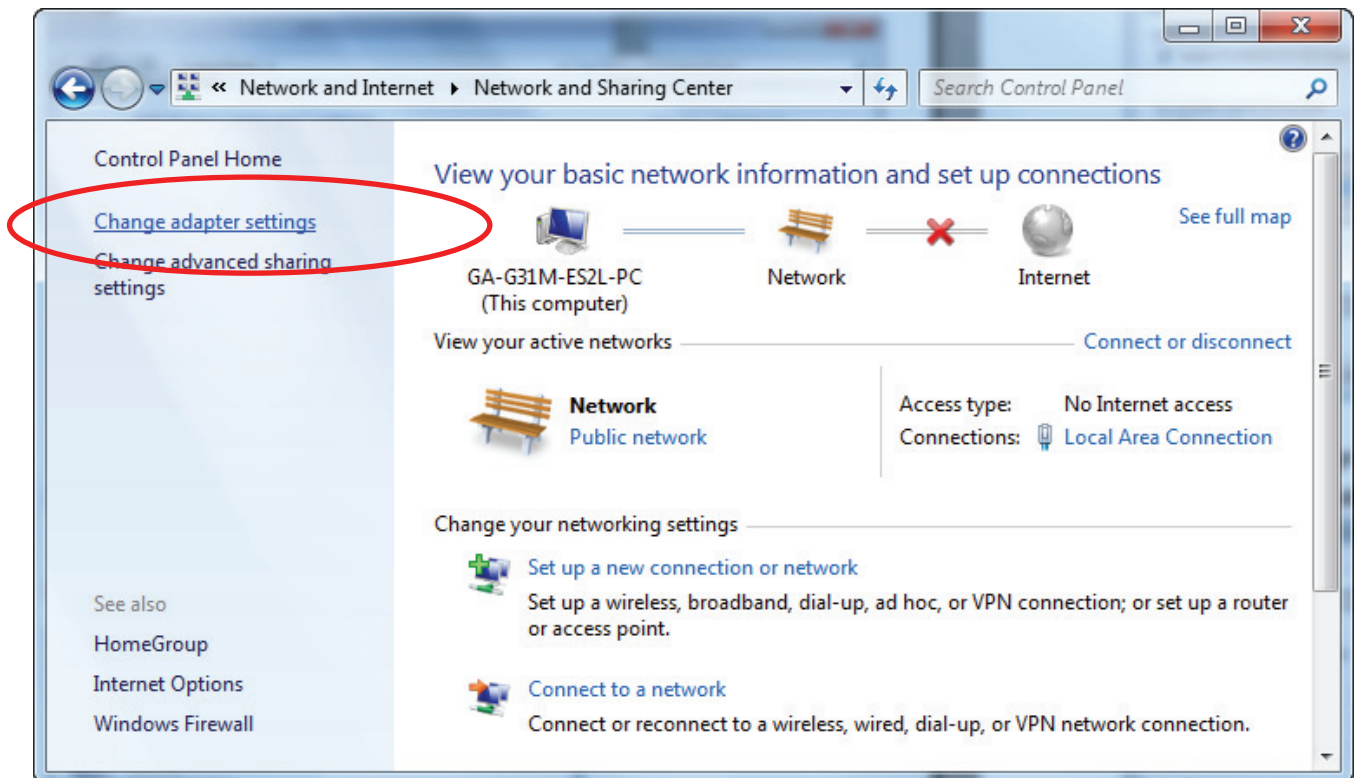 « Network and Internet ▸ Network and Sharing Center
Search Control Panel
Control Panel Home
Change adapter settings
Change advanced sharing
settings
See also
HomeGroup
Internet Options
Windows Firewall
View your basic network information and set up connections
See full map
GA-G31M-ES2L-PC
(This computer)
Network
Internet
View your active networks
Connect or disconnect
Network
Public network
Access type: No Internet access
Connections: Local Area Connection
Change your networking settings
Set up a new connection or network
Set up a wireless, broadband, dial-up, ad hoc, or VPN connection; or set up a router
or access point.
Connect to a network
Connect or reconnect to a wireless, wired, dial-up, or VPN network connection.